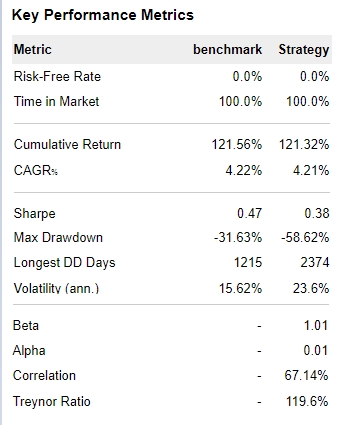 Key Performance Metrics
Metric benchmark Strategy
Risk-Free Rate 0.0% 0.0%
Time in Market 100.0% 100.0%
Cumulative Return 121.56% 121.32%
CAGR﹪ 4.22% 4.21%
Sharpe 0.47 0.38
Max Drawdown -31.63% -58.62%
Longest DD Days 1215 2374
Volatility (ann.) 15.62% 23.6%
Beta - 1.01
Alpha - 0.01
Correlation - 67.14%
Treynor Ratio - 119.6%